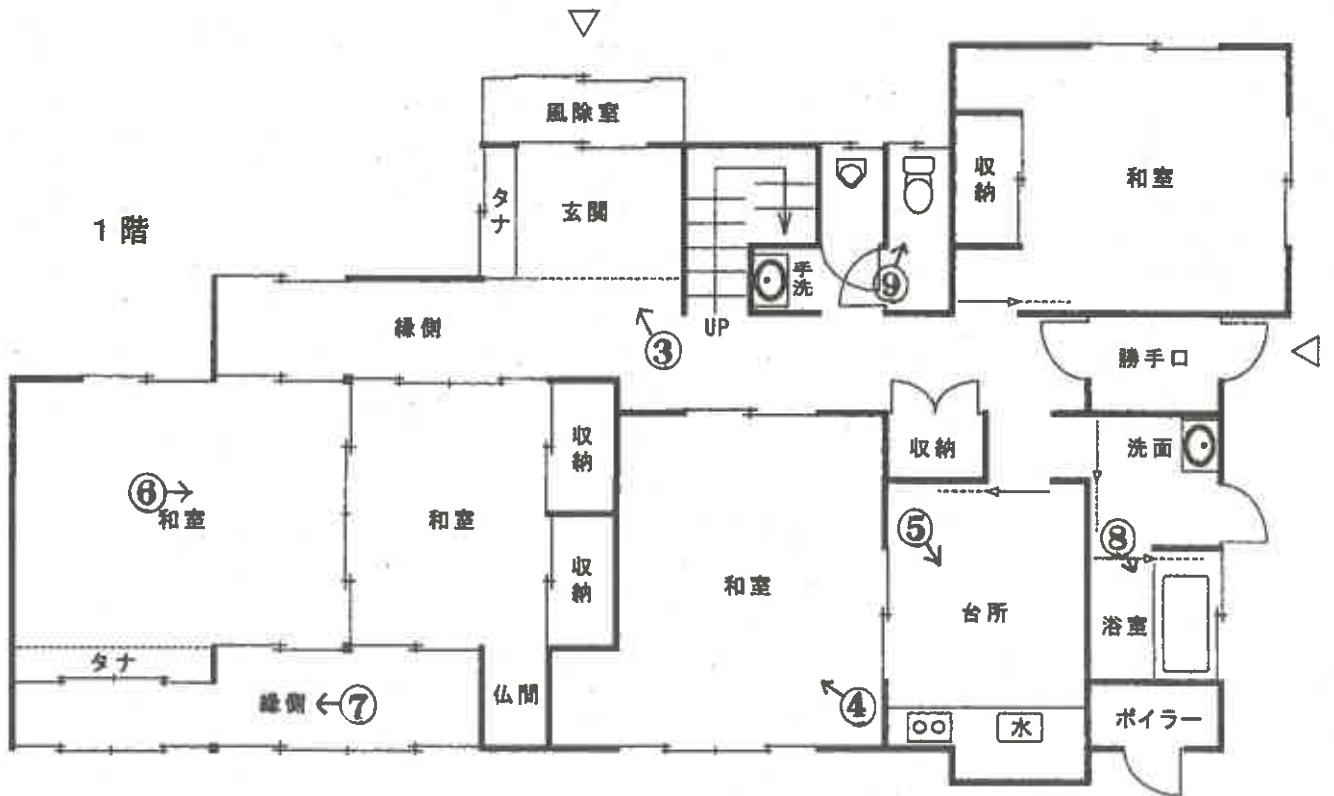 風除室
収納
和室
タナ
玄関
1階
⑨
手洗
縁側
③
UP
勝手口
収納
収納
洗面
⑥
和室
和室
⑤
⑧
収納
和室
台所
浴室
タナ
仏間
縁側
⑦
④
水
ボイラー